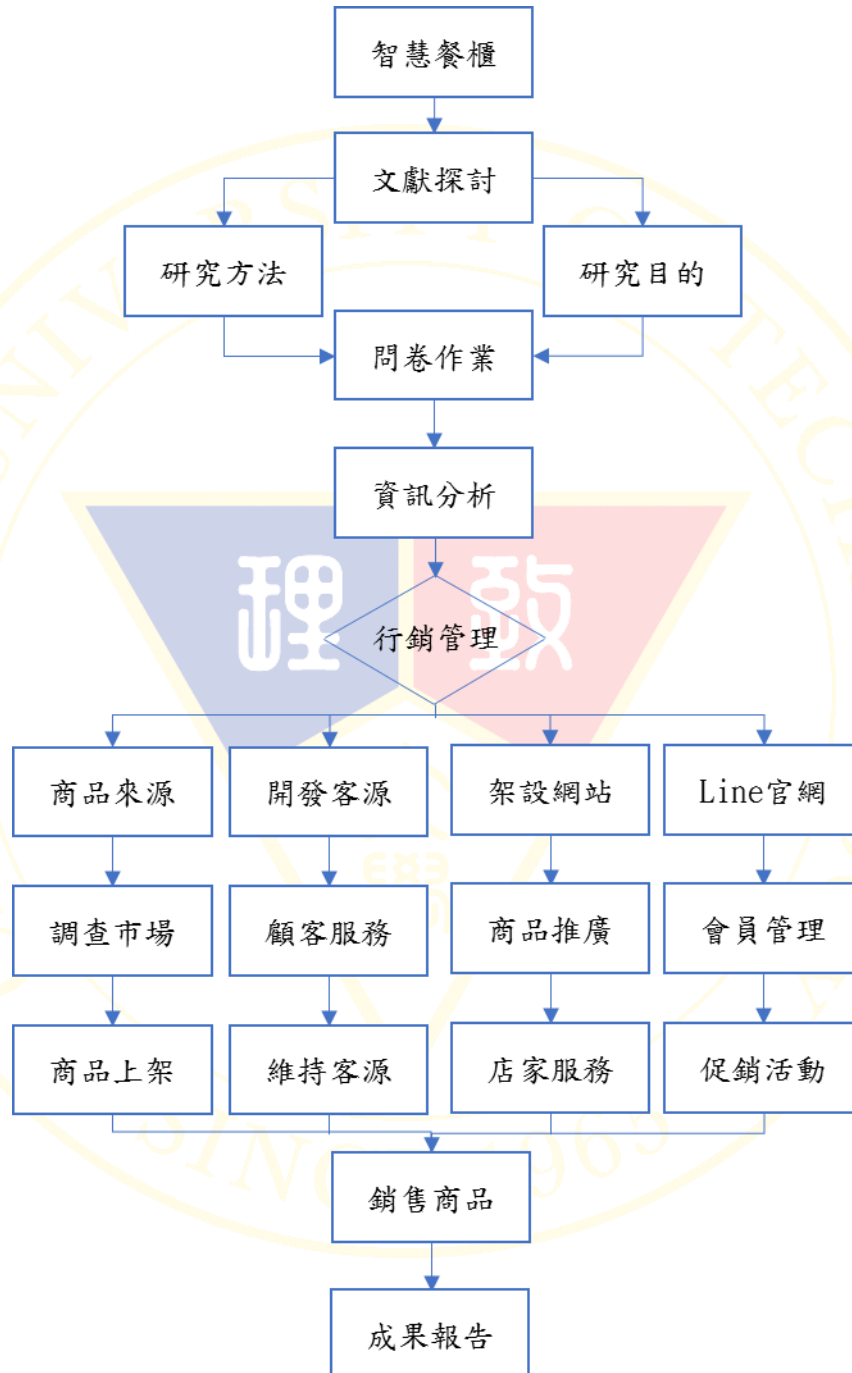 智慧餐櫃
文獻探討
研究方法
研究目的
問卷作業
資訊分析
行銷管理
理 致
商品來源
開發客源
架設網站
Line官網
調查市場
顧客服務
商品推廣
會員管理
商品上架
維持客源
店家服務
促銷活動
銷售商品
成果報告
學
SINCE 1965